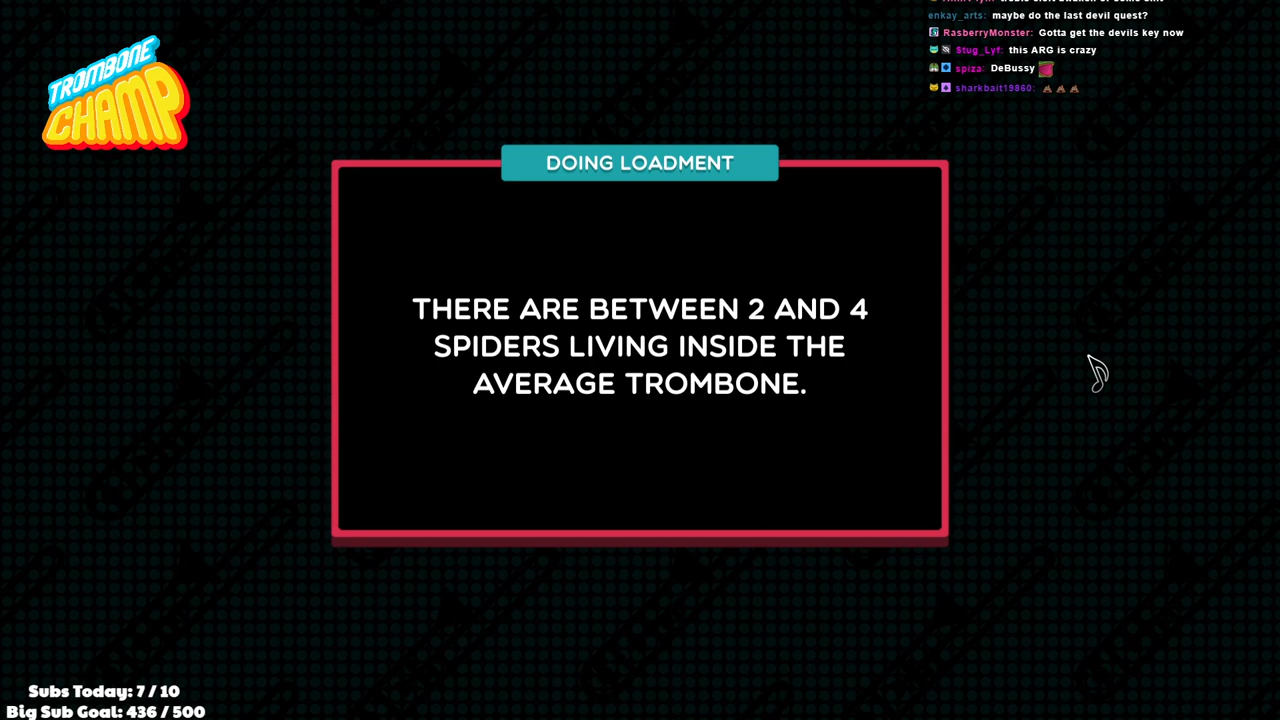 enkay_arts: maybe do the last devil quest?
RasberryMonster: Gotta get the devils key now
$tug_Lyf: this ARG is crazy
spiza: DeBussy
sharkbait19860:
TROMBONE
CHAMP
DOING LOADMENT
THERE ARE BETWEEN 2 AND 4
SPIDERS LIVING INSIDE THE
AVERAGE TROMBONE.
Subs Today: 7 / 10
Big Sub Goal: 436 / 500